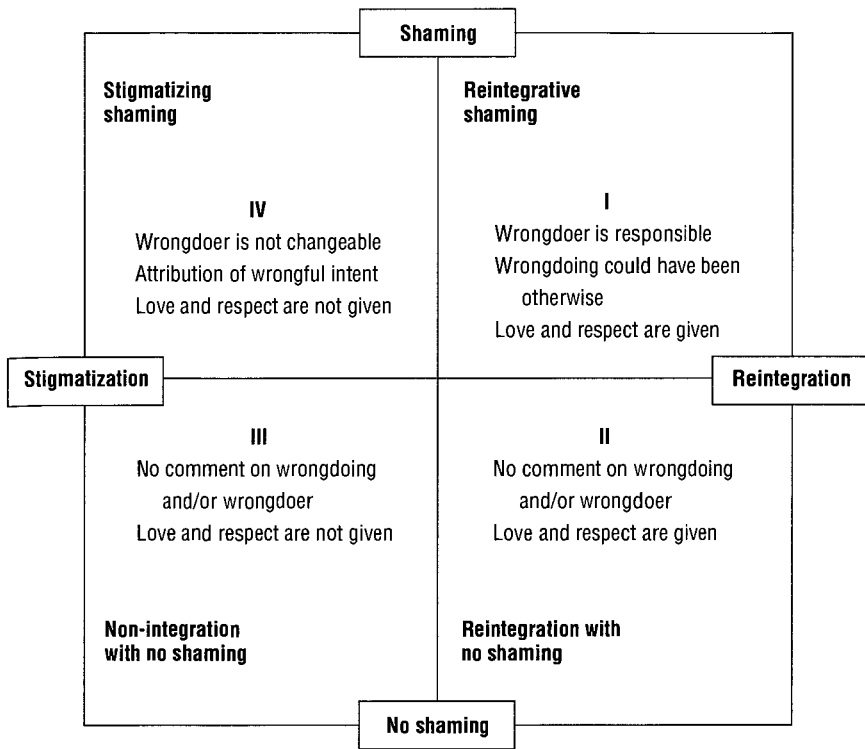 Shaming
Stigmatizing
shaming
IV
Wrongdoer is not changeable
Attribution of wrongful intent
Love and respect are not given
Reintegrative
shaming
I
Wrongdoer is responsible
Wrongdoing could have been
otherwise
Love and respect are given
Stigmatization
Reintegration
III
No comment on wrongdoing
and/or wrongdoer
Love and respect are not given
Non-integration
with no shaming
II
No comment on wrongdoing
and/or wrongdoer
Love and respect are given
Reintegration with
no shaming
No shaming